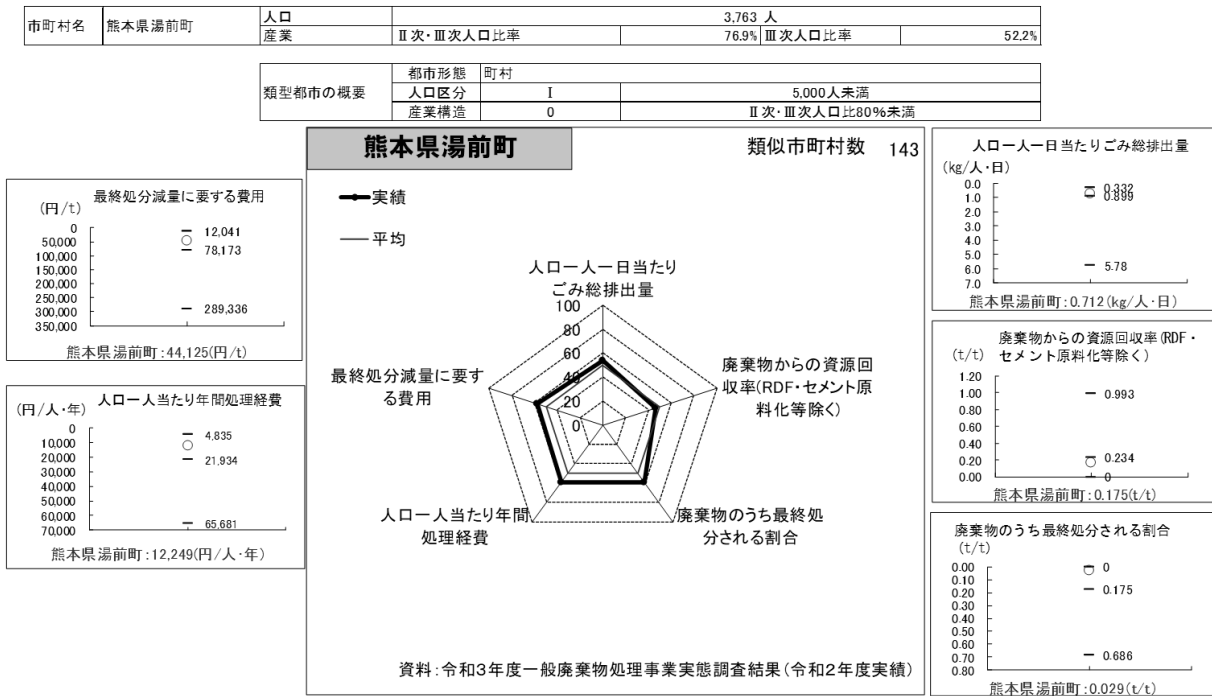 市町村名 熊本県湯前町 人口 3,763 人
産業 Ⅱ次・Ⅲ次人口比率 76.9% Ⅲ次人口比率 52.2%
類型都市の概要 都市形態 町村
人口区分 Ⅰ 5,000人未満
産業構造 0 Ⅱ次・Ⅲ次人口比80%未満
熊本県湯前町
類似市町村数 143
実績
平均
人口一人一日当たり
ごみ総排出量
廃棄物からの資源回
収率(RDF・セメント原
料化等除く)
廃棄物のうち最終処
分される割合
人口一人当たり年間
処理経費
最終処分減量に要す
る費用
100
80
60
40
20
0
資料:令和3年度一般廃棄物処理事業実態調査結果(令和2年度実績)
最終処分減量に要する費用
(円/t)
0
50,000
100,000
150,000
200,000
250,000
300,000
350,000
12,041
78,173
289,336
熊本県湯前町:44,125(円/t)
人口一人当たり年間処理経費
(円/人・年)
0
10,000
20,000
30,000
40,000
50,000
60,000
70,000
4,835
21,934
65,681
熊本県湯前町:12,249(円/人・年)
人口一人一日当たりごみ総排出量
(kg/人・日)
0.0
1.0
2.0
3.0
4.0
5.0
6.0
7.0
0.332
0.899
5.78
熊本県湯前町:0.712(kg/人・日)
廃棄物からの資源回収率(RDF・
セメント原料化等除く)
(t/t)
1.20
1.00
0.80
0.60
0.40
0.20
0.00
0.993
0.234
0
熊本県湯前町:0.175(t/t)
廃棄物のうち最終処分される割合
(t/t)
0.00
0.10
0.20
0.30
0.40
0.50
0.60
0.70
0.80
0
0.175
0.686
熊本県湯前町:0.029(t/t)